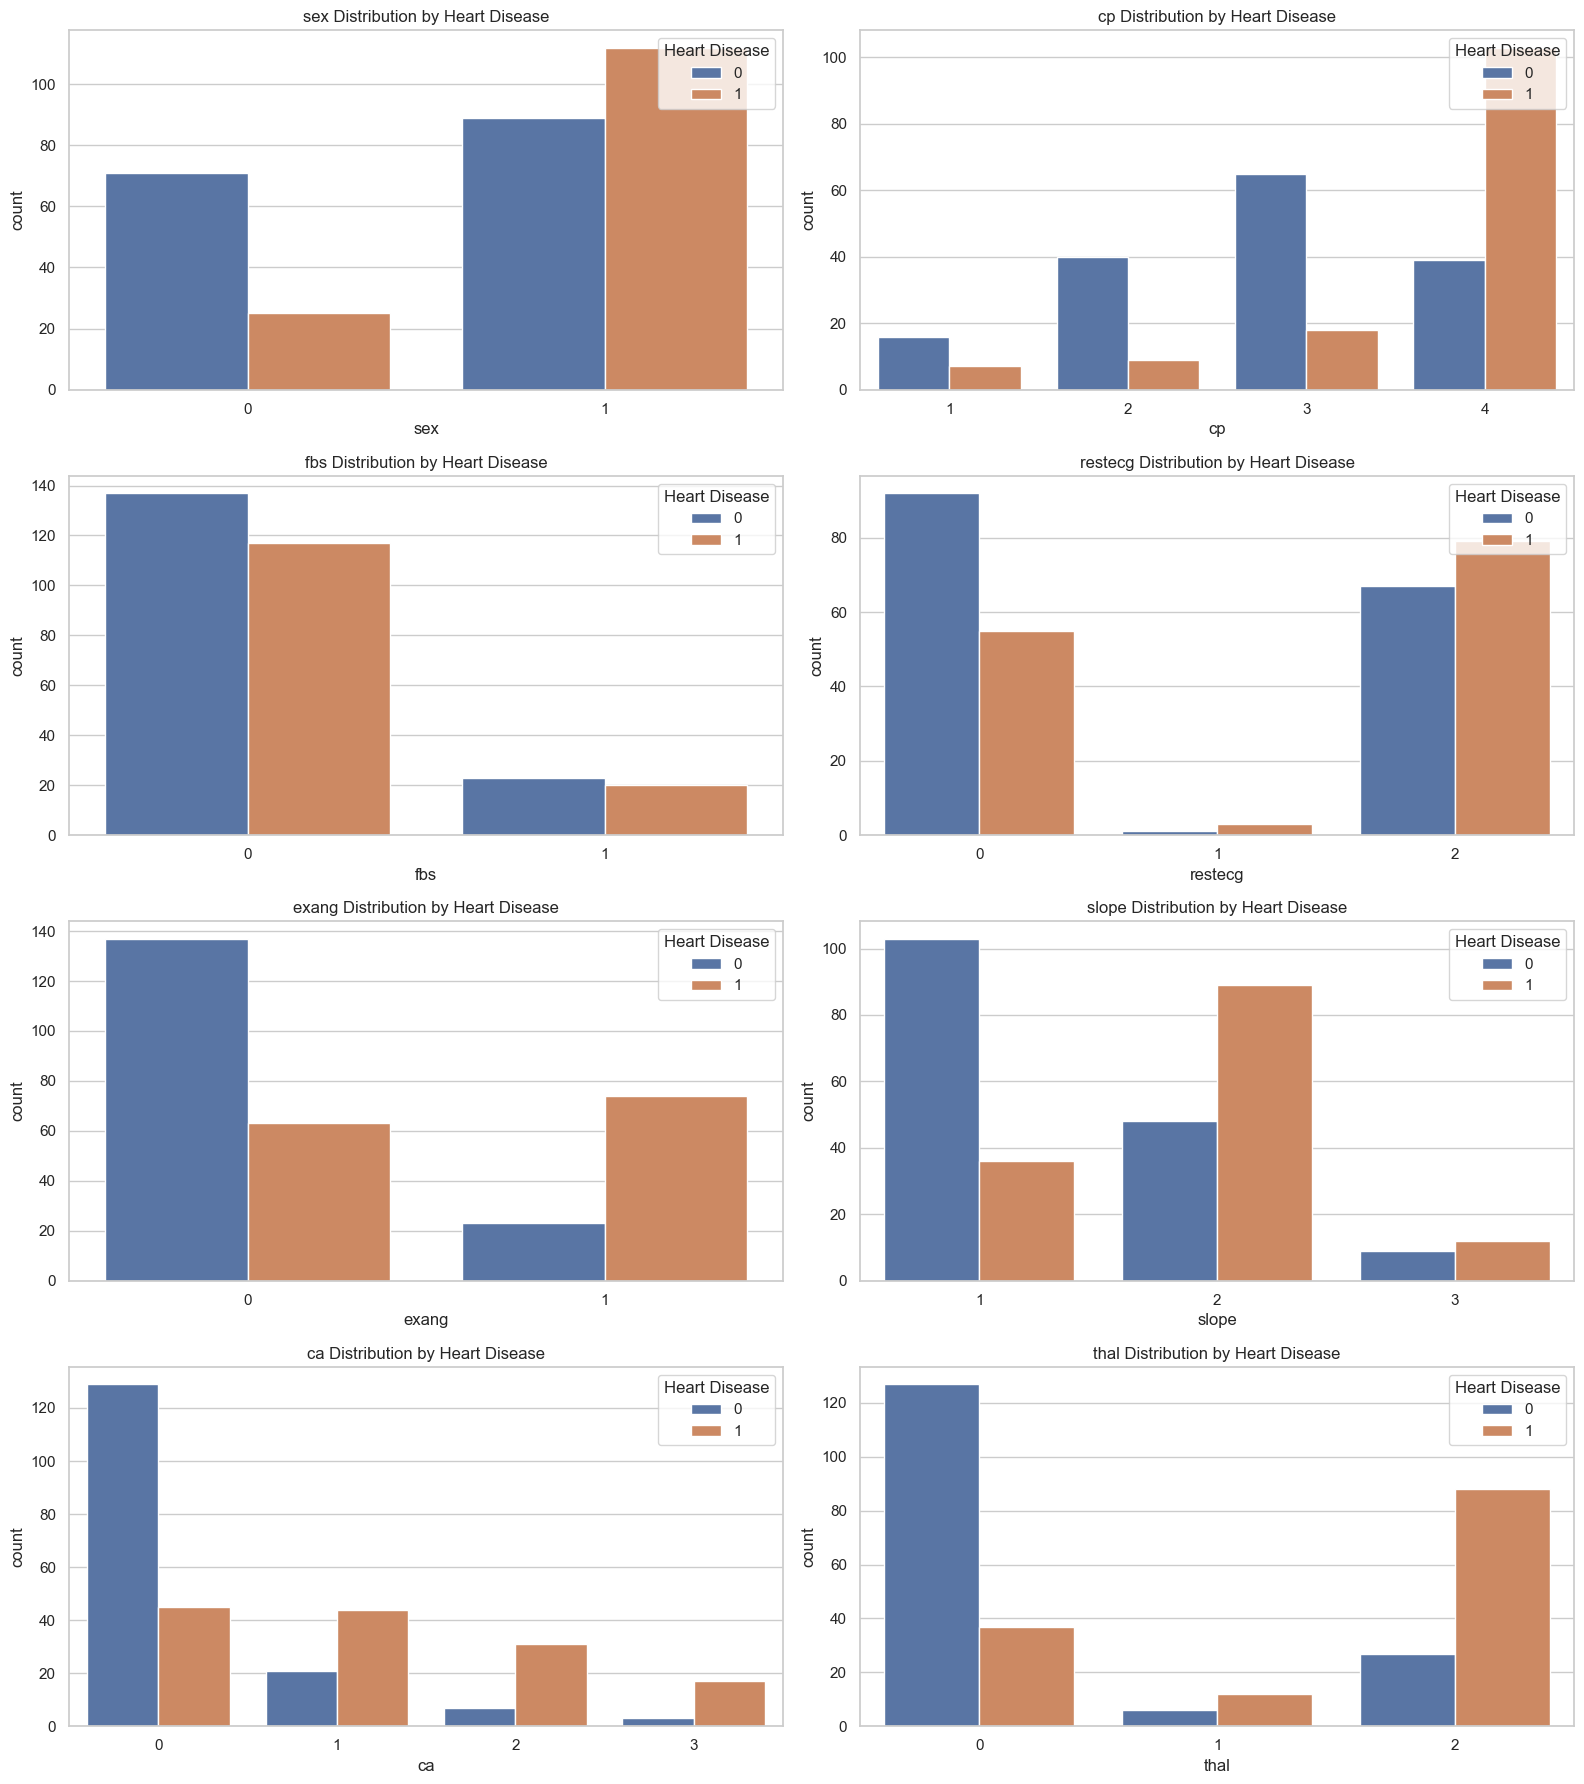 sex Distribution by Heart Disease
count
100
80
60
40
20
0
Heart Disease
0
1
0 1
sex
cp Distribution by Heart Disease
count
100
80
60
40
20
0
Heart Disease
0
1
1 2 3 4
cp
fbs Distribution by Heart Disease
count
140
120
100
80
60
40
20
0
Heart Disease
0
1
0 1
fbs
restecg Distribution by Heart Disease
count
80
60
40
20
0
Heart Disease
0
1
0 1 2
restecg
exang Distribution by Heart Disease
count
140
120
100
80
60
40
20
0
Heart Disease
0
1
0 1
exang
slope Distribution by Heart Disease
count
100
80
60
40
20
0
Heart Disease
0
1
1 2 3
slope
ca Distribution by Heart Disease
count
120
100
80
60
40
20
0
Heart Disease
0
1
0 1 2 3
ca
thal Distribution by Heart Disease
count
120
100
80
60
40
20
0
Heart Disease
0
1
0 1 2
thal